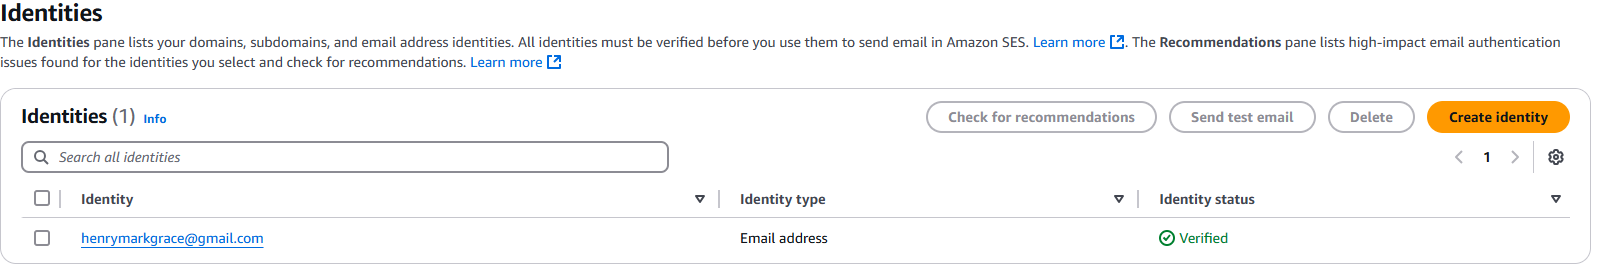 Identities
The Identities pane lists your domains, subdomains, and email address identities. All identities must be verified before you use them to send email in Amazon SES. Learn more. The Recommendations pane lists high-impact email authentication
issues found for the identities you select and check for recommendations. Learn more
Identities (1) Info Check for recommendations Send test email Delete Create identity
Search all identities 1
Identity Identity type Identity status
henrymarkgrace@gmail.com Email address Verified